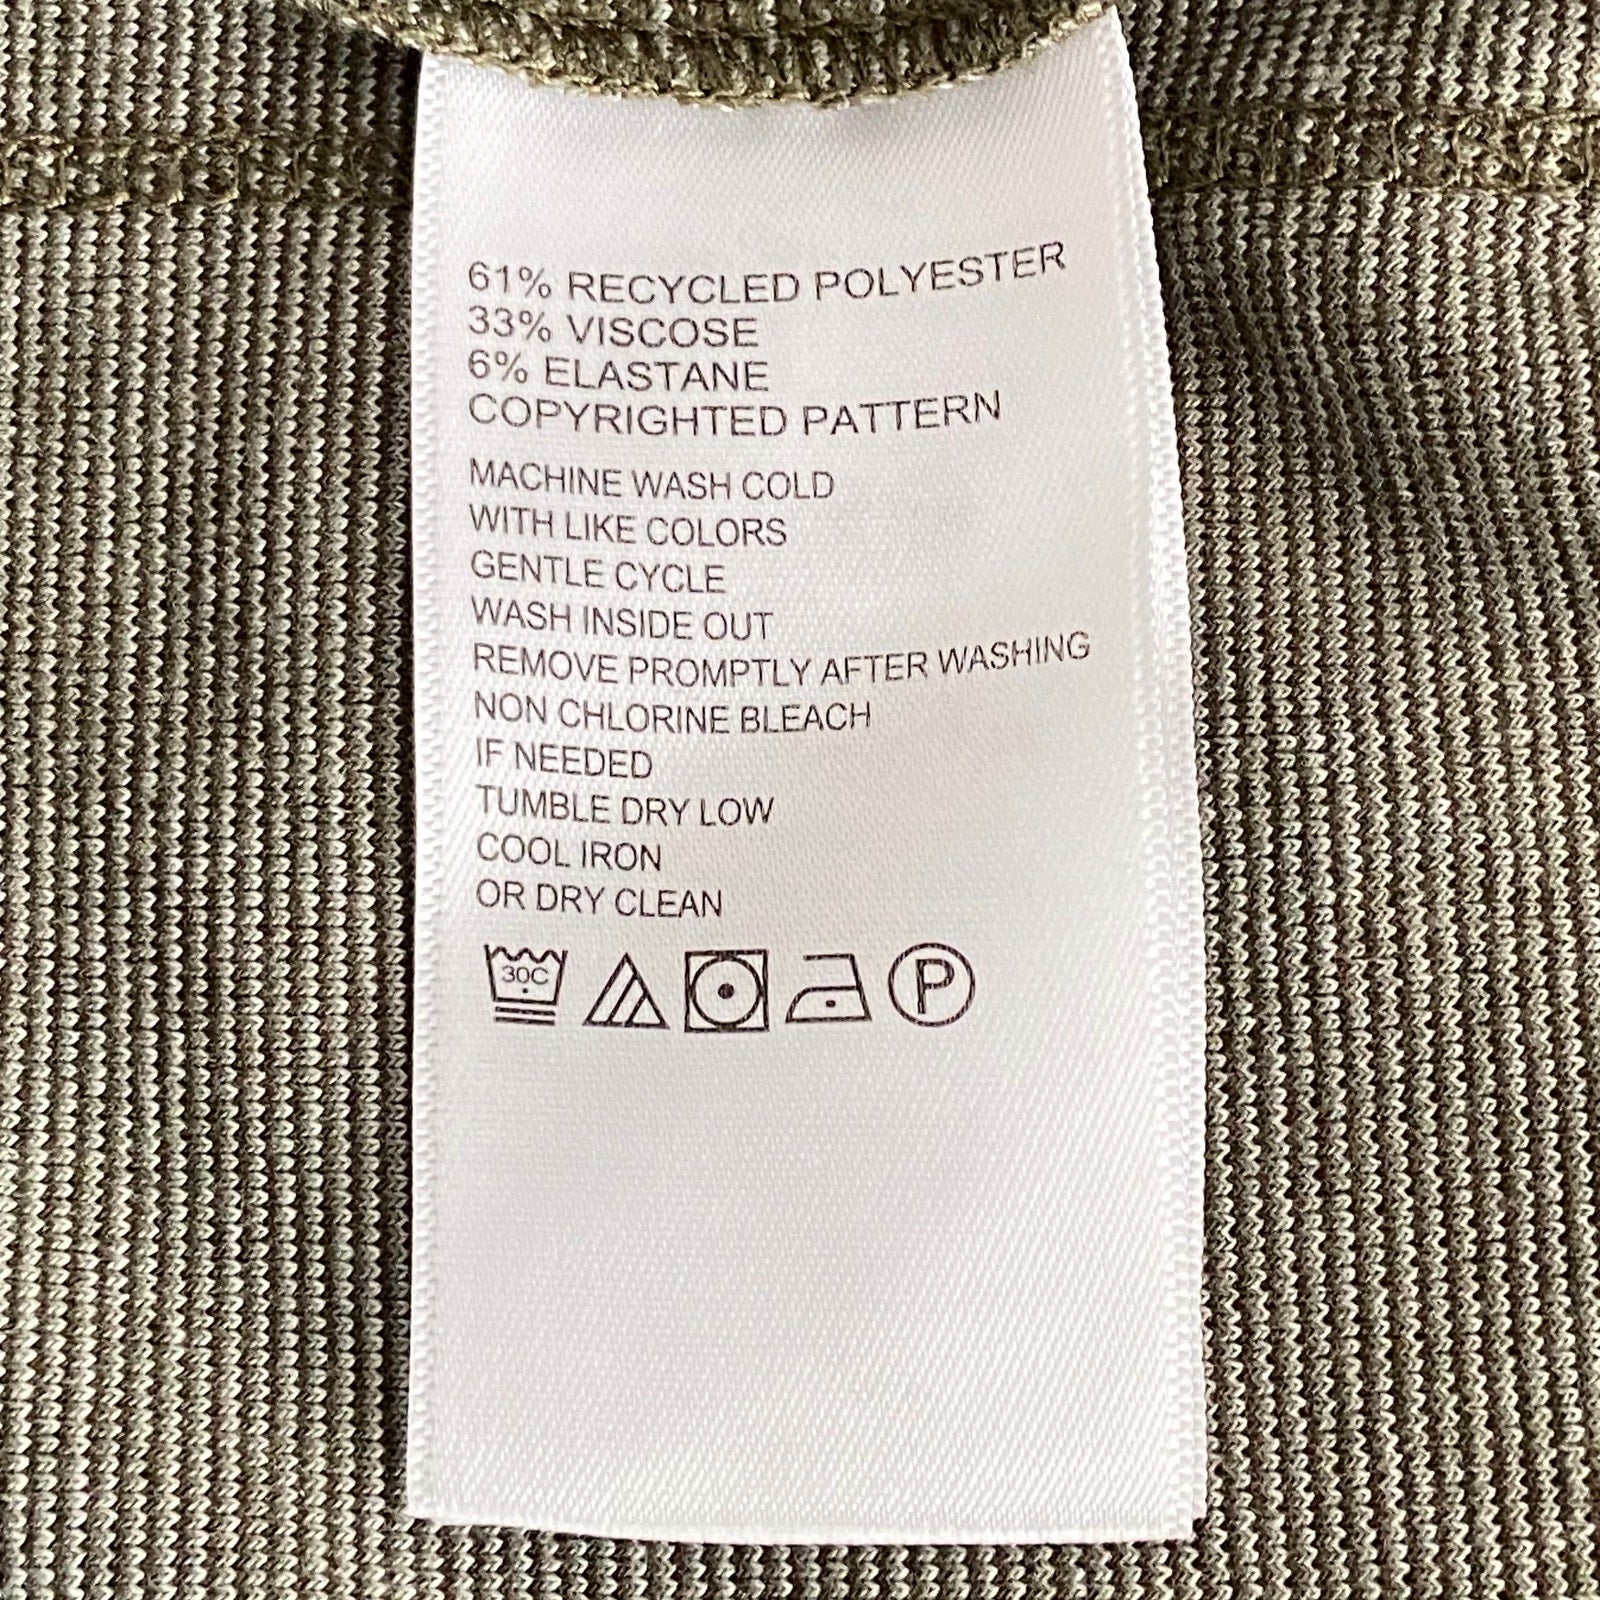 61% RECYCLED POLYESTER
33% VISCOSE
6% ELASTANE
COPYRIGHTED PATTERN
MACHINE WASH COLD
WITH LIKE COLORS
GENTLE CYCLE
WASH INSIDE OUT
REMOVE PROMPTLY AFTER WASHING
NON CHLORINE BLEACH
IF NEEDED
TUMBLE DRY LOW
COOL IRON
OR DRY CLEAN
30C P